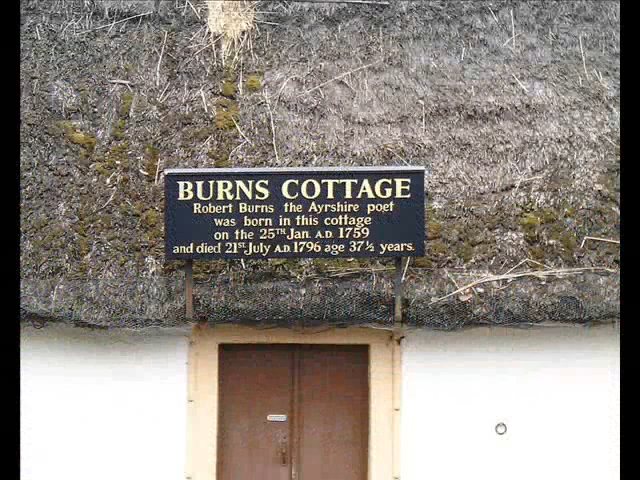 BURNS COTTAGE
Robert Burns the Ayrshire poet
was born in this cottage
on the 25TH Jan. A.D. 1759
and died 21st July A.D. 1796 age 37½ years.